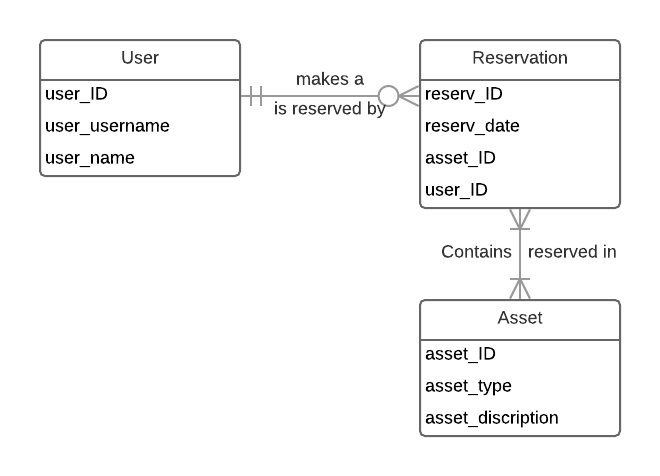 User
user_ID
user_username
user_name
makes a
is reserved by
Reservation
reserv_ID
reserv_date
asset_ID
user_ID
Contains
reserved in
Asset
asset_ID
asset_type
asset_discription